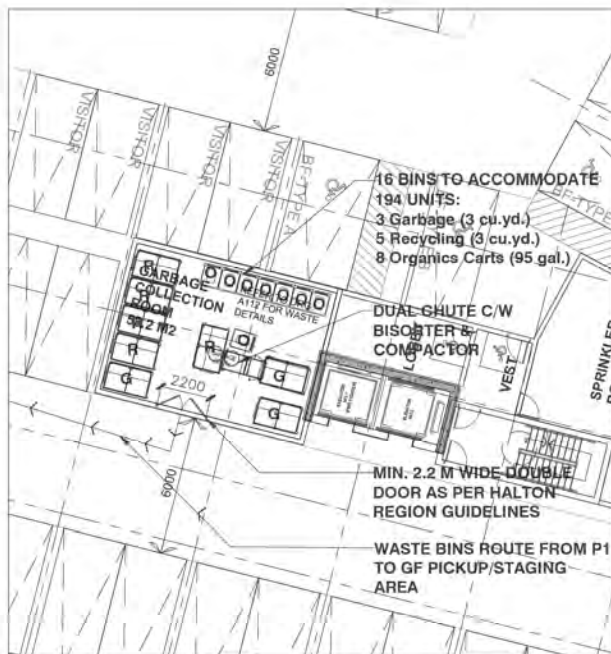 6000
VISITOR
VISITOR
VISITOR
VISITOR
BF-TYPE A
BF-TYPE
16 BINS TO ACCOMMODATE
194 UNITS:
3 Garbage (3 cu.yd.)
5 Recycling (3 cu.yd.)
8 Organics Carts (95 gal.)
GARBAGE
COLLECTION
ROOM
A112 FOR WASTE
DETAILS
R
R
R
R
G
R
G
G
O
O
O
O
O
O
O
O
DUAL CHUTE C/W
BISORTER &
COMPACTOR
LOBBY
VEST
SPRINKLER
2200
MIN. 2.2 M WIDE DOUBLE
DOOR AS PER HALTON
REGION GUIDELINES
6000
WASTE BINS ROUTE FROM P1
TO GF PICKUP/STAGING
AREA